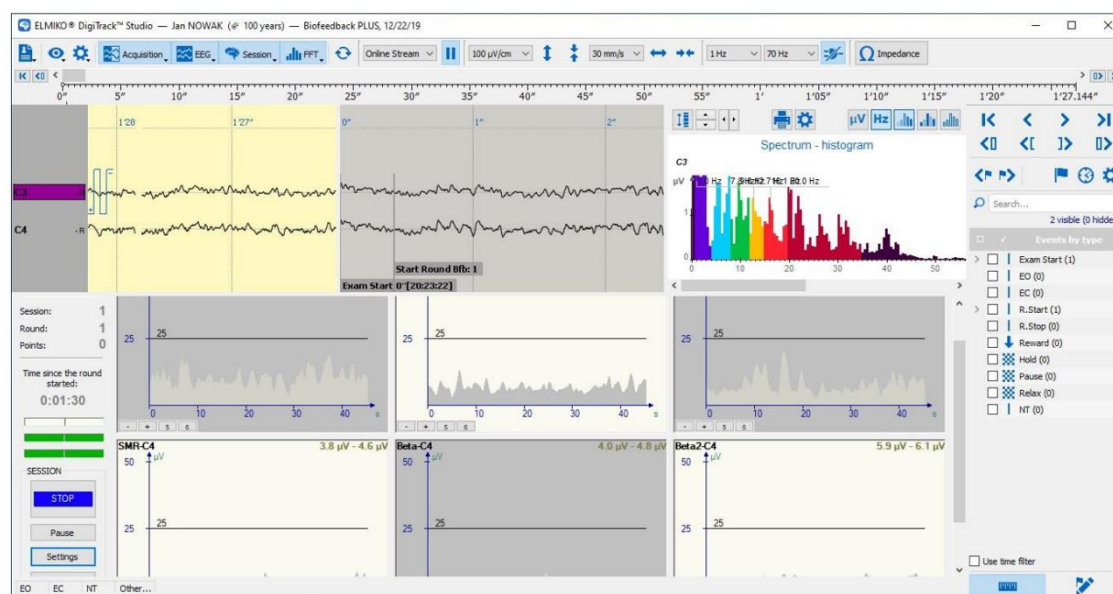 ELMIKO® DigiTrack™ Studio — Jan NOWAK (# 100 years) — Biofeedback PLUS, 12/22/19
Acquisition EEG Session FFT Online Stream 100 µV/cm 30 mm/s 1 Hz 70 Hz Impedance
0" 5" 10" 15" 20" 25" 30" 35" 40" 45" 50" 55" 1' 1'05" 1'10" 1'15" 1'20" 1'27.144"
1'28 1'27" 0" 1" 2"
µV Hz
Spectrum - histogram
C3
µV
Search...
2 visible (0 hidde
C4 - R
1
0
0 10 20 30 40 50
Events by type
Exam Start (1)
EO (0)
EC (0)
R.Start (1)
R.Stop (0)
Reward (0)
Hold (0)
Pause (0)
Relax (0)
NT (0)
Start Round Bfb: 1
Exam Start 0"[20:23:22]
Session: 1
Round: 1
Points: 0
Time since the round
started:
0:01:30
25 25 25 25 25 25
0 10 20 30 40 s 0 10 20 30 40 s 0 10 20 30 40 s
- + s 6 - + s 6 - + s 6
SMR-C4 3.8 µV - 4.6 µV Beta-C4 4.0 µV - 4.8 µV Beta2-C4 5.9 µV - 6.1 µV
50 µV 50 µV 50 µV
25 25 25 25 25 25
SESSION
STOP
Pause
Settings
Use time filter
EO EC NT Other...